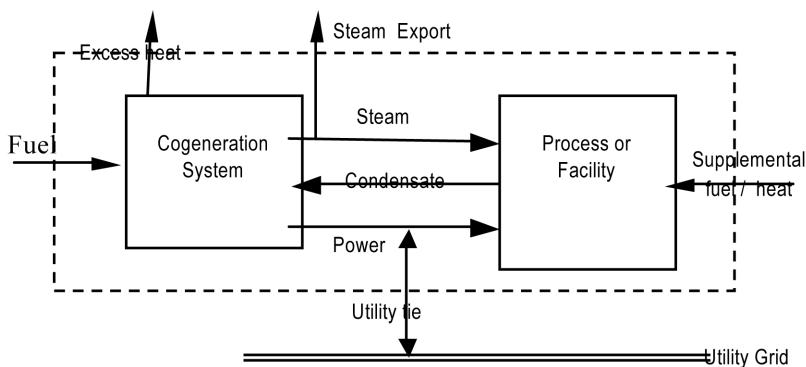 Steam Export
Excess heat
Fuel
Cogeneration
System
Steam
Condensate
Power
Process or
Facility
Supplemental
fuel / heat
Utility tie
Utility Grid